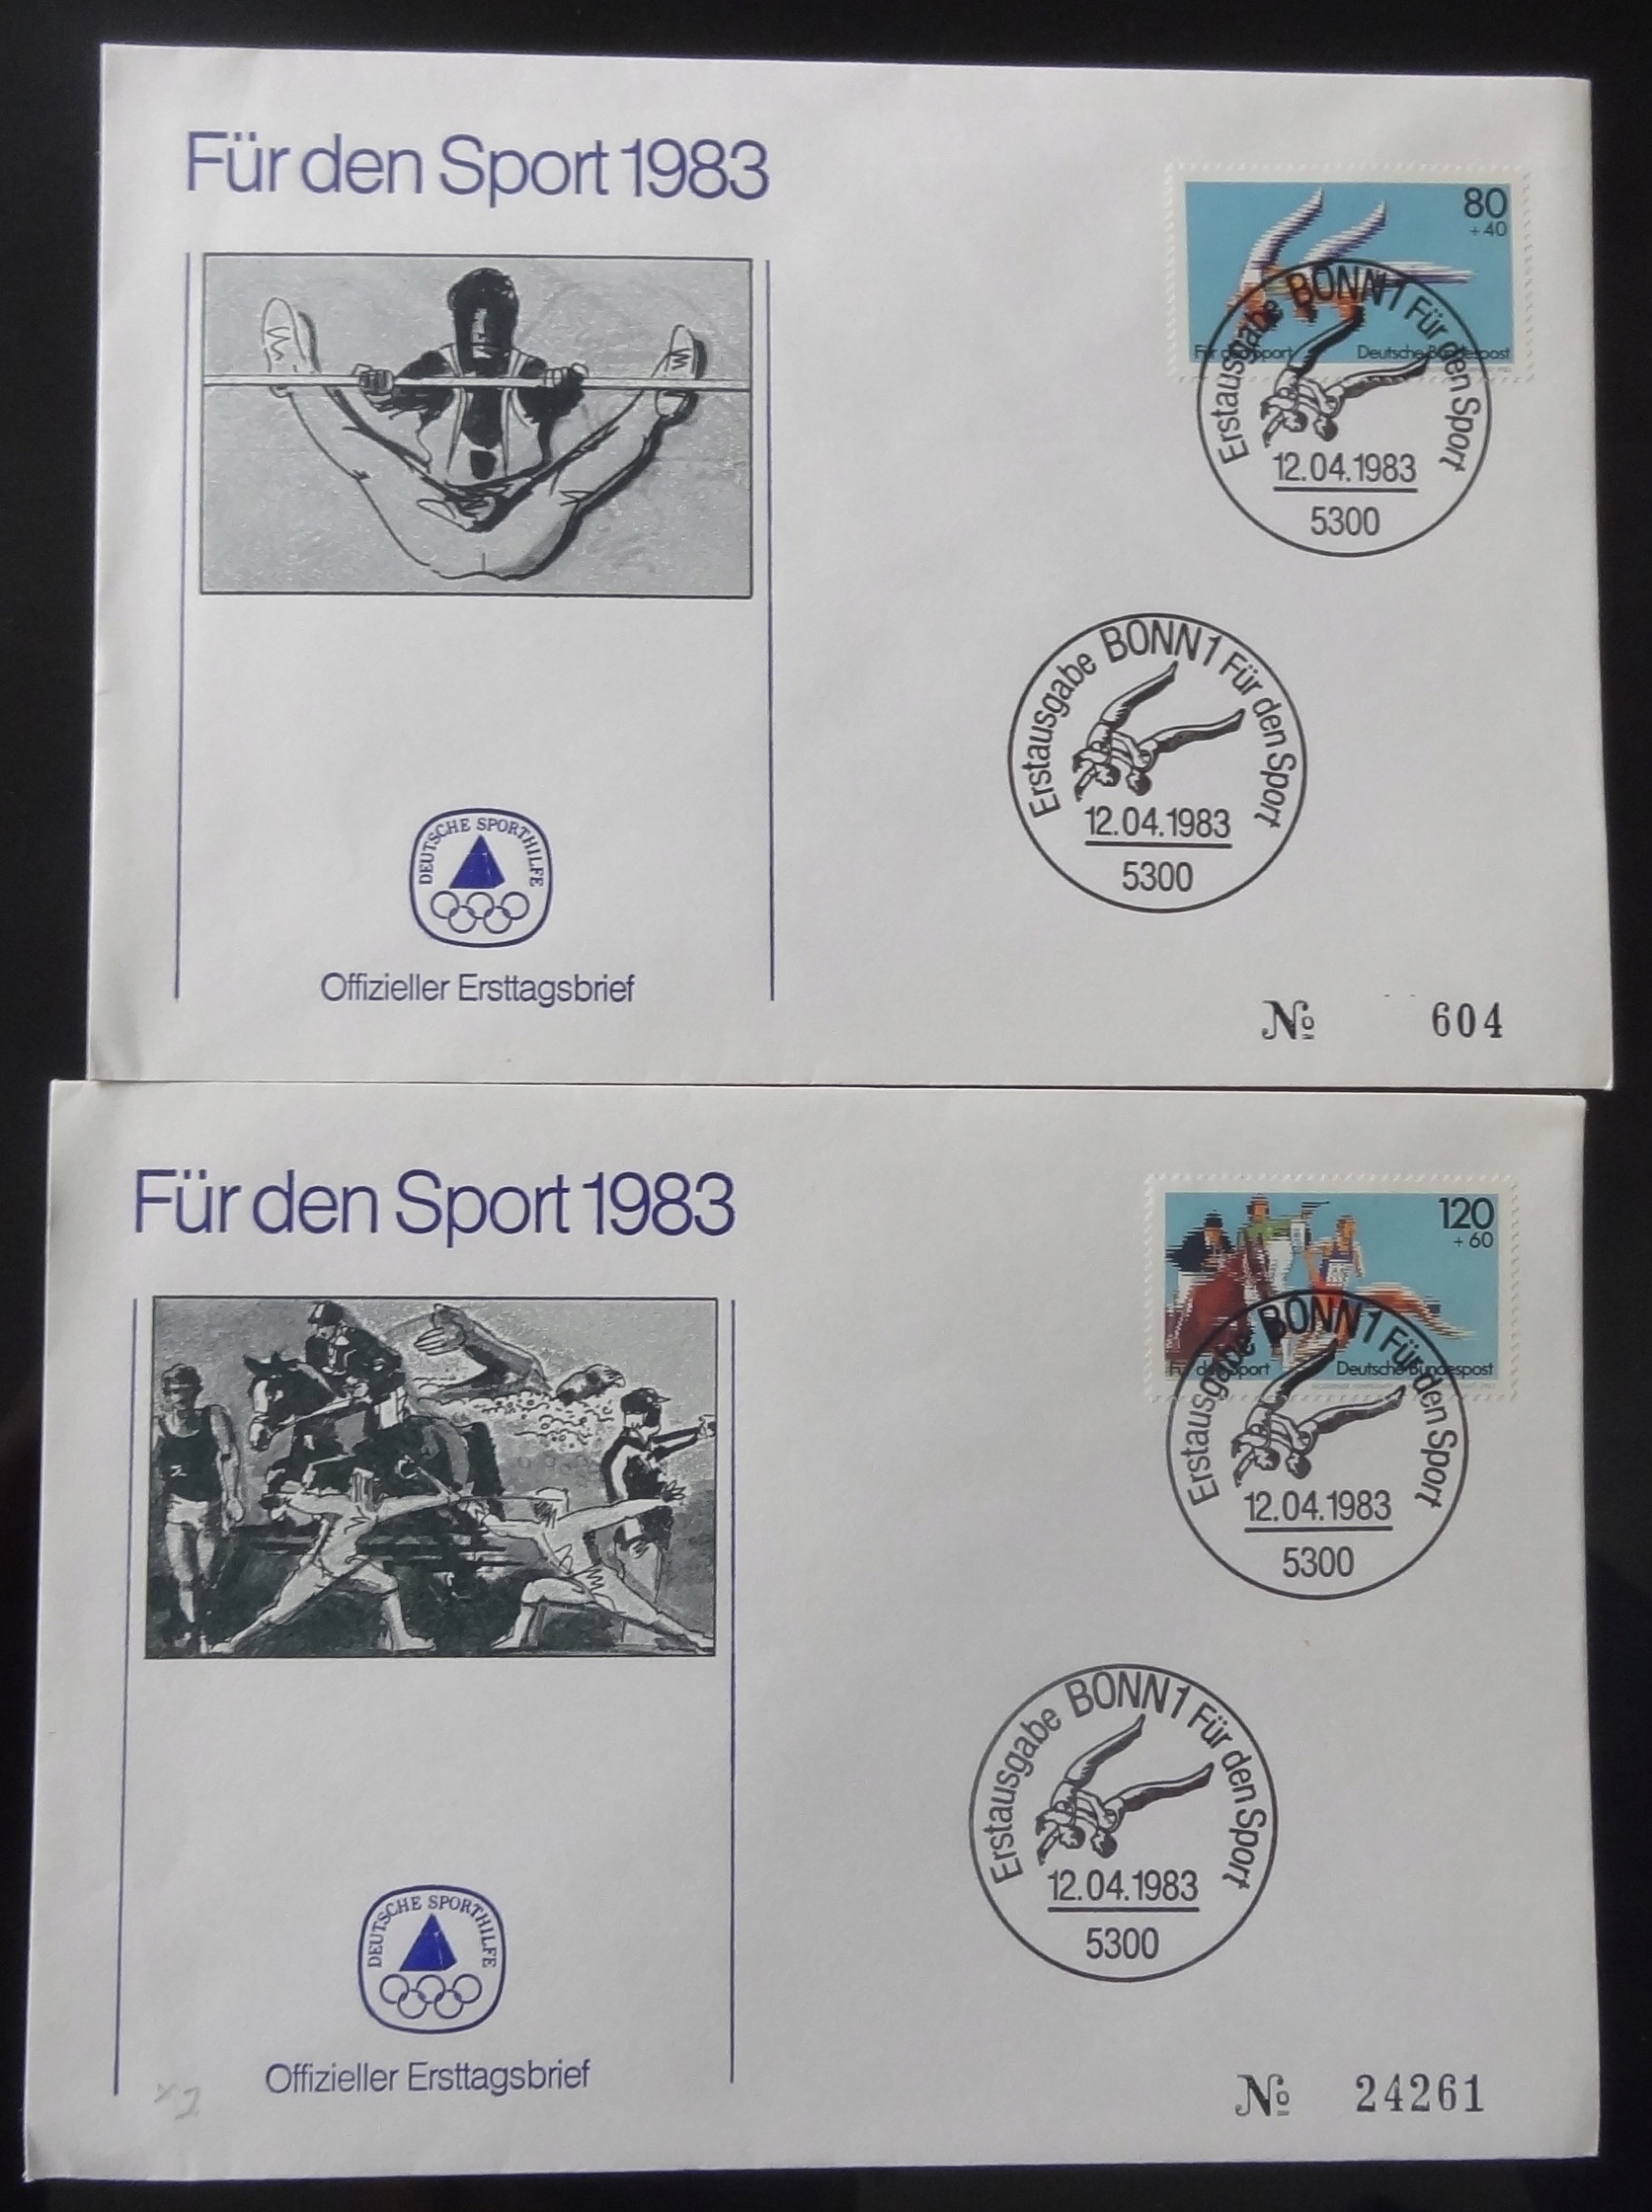 Für den Sport 1983
80
+ 40
Für den Sport
Deutsche Bundespost
Erstausgabe BONN 1 Für den Sport
12.04.1983
5300
Erstausgabe BONN 1 Für den Sport
12.04.1983
5300
DEUTSCHE SPORTHILFE
Offizieller Ersttagsbrief
№ 604
Für den Sport 1983
120
+ 60
Für den Sport
Deutsche Bundespost
Erstausgabe BONN 1 Für den Sport
12.04.1983
5300
Erstausgabe BONN 1 Für den Sport
12.04.1983
5300
DEUTSCHE SPORTHILFE
Offizieller Ersttagsbrief
№ 24261